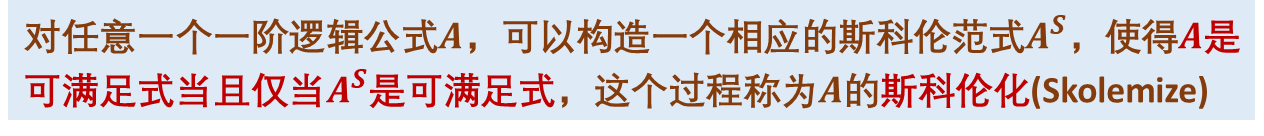 对任意一个一阶逻辑公式A，可以构造一个相应的斯科伦范式Aˢ，使得A是
可满足式当且仅当Aˢ是可满足式，这个过程称为A的斯科伦化(Skolemize)